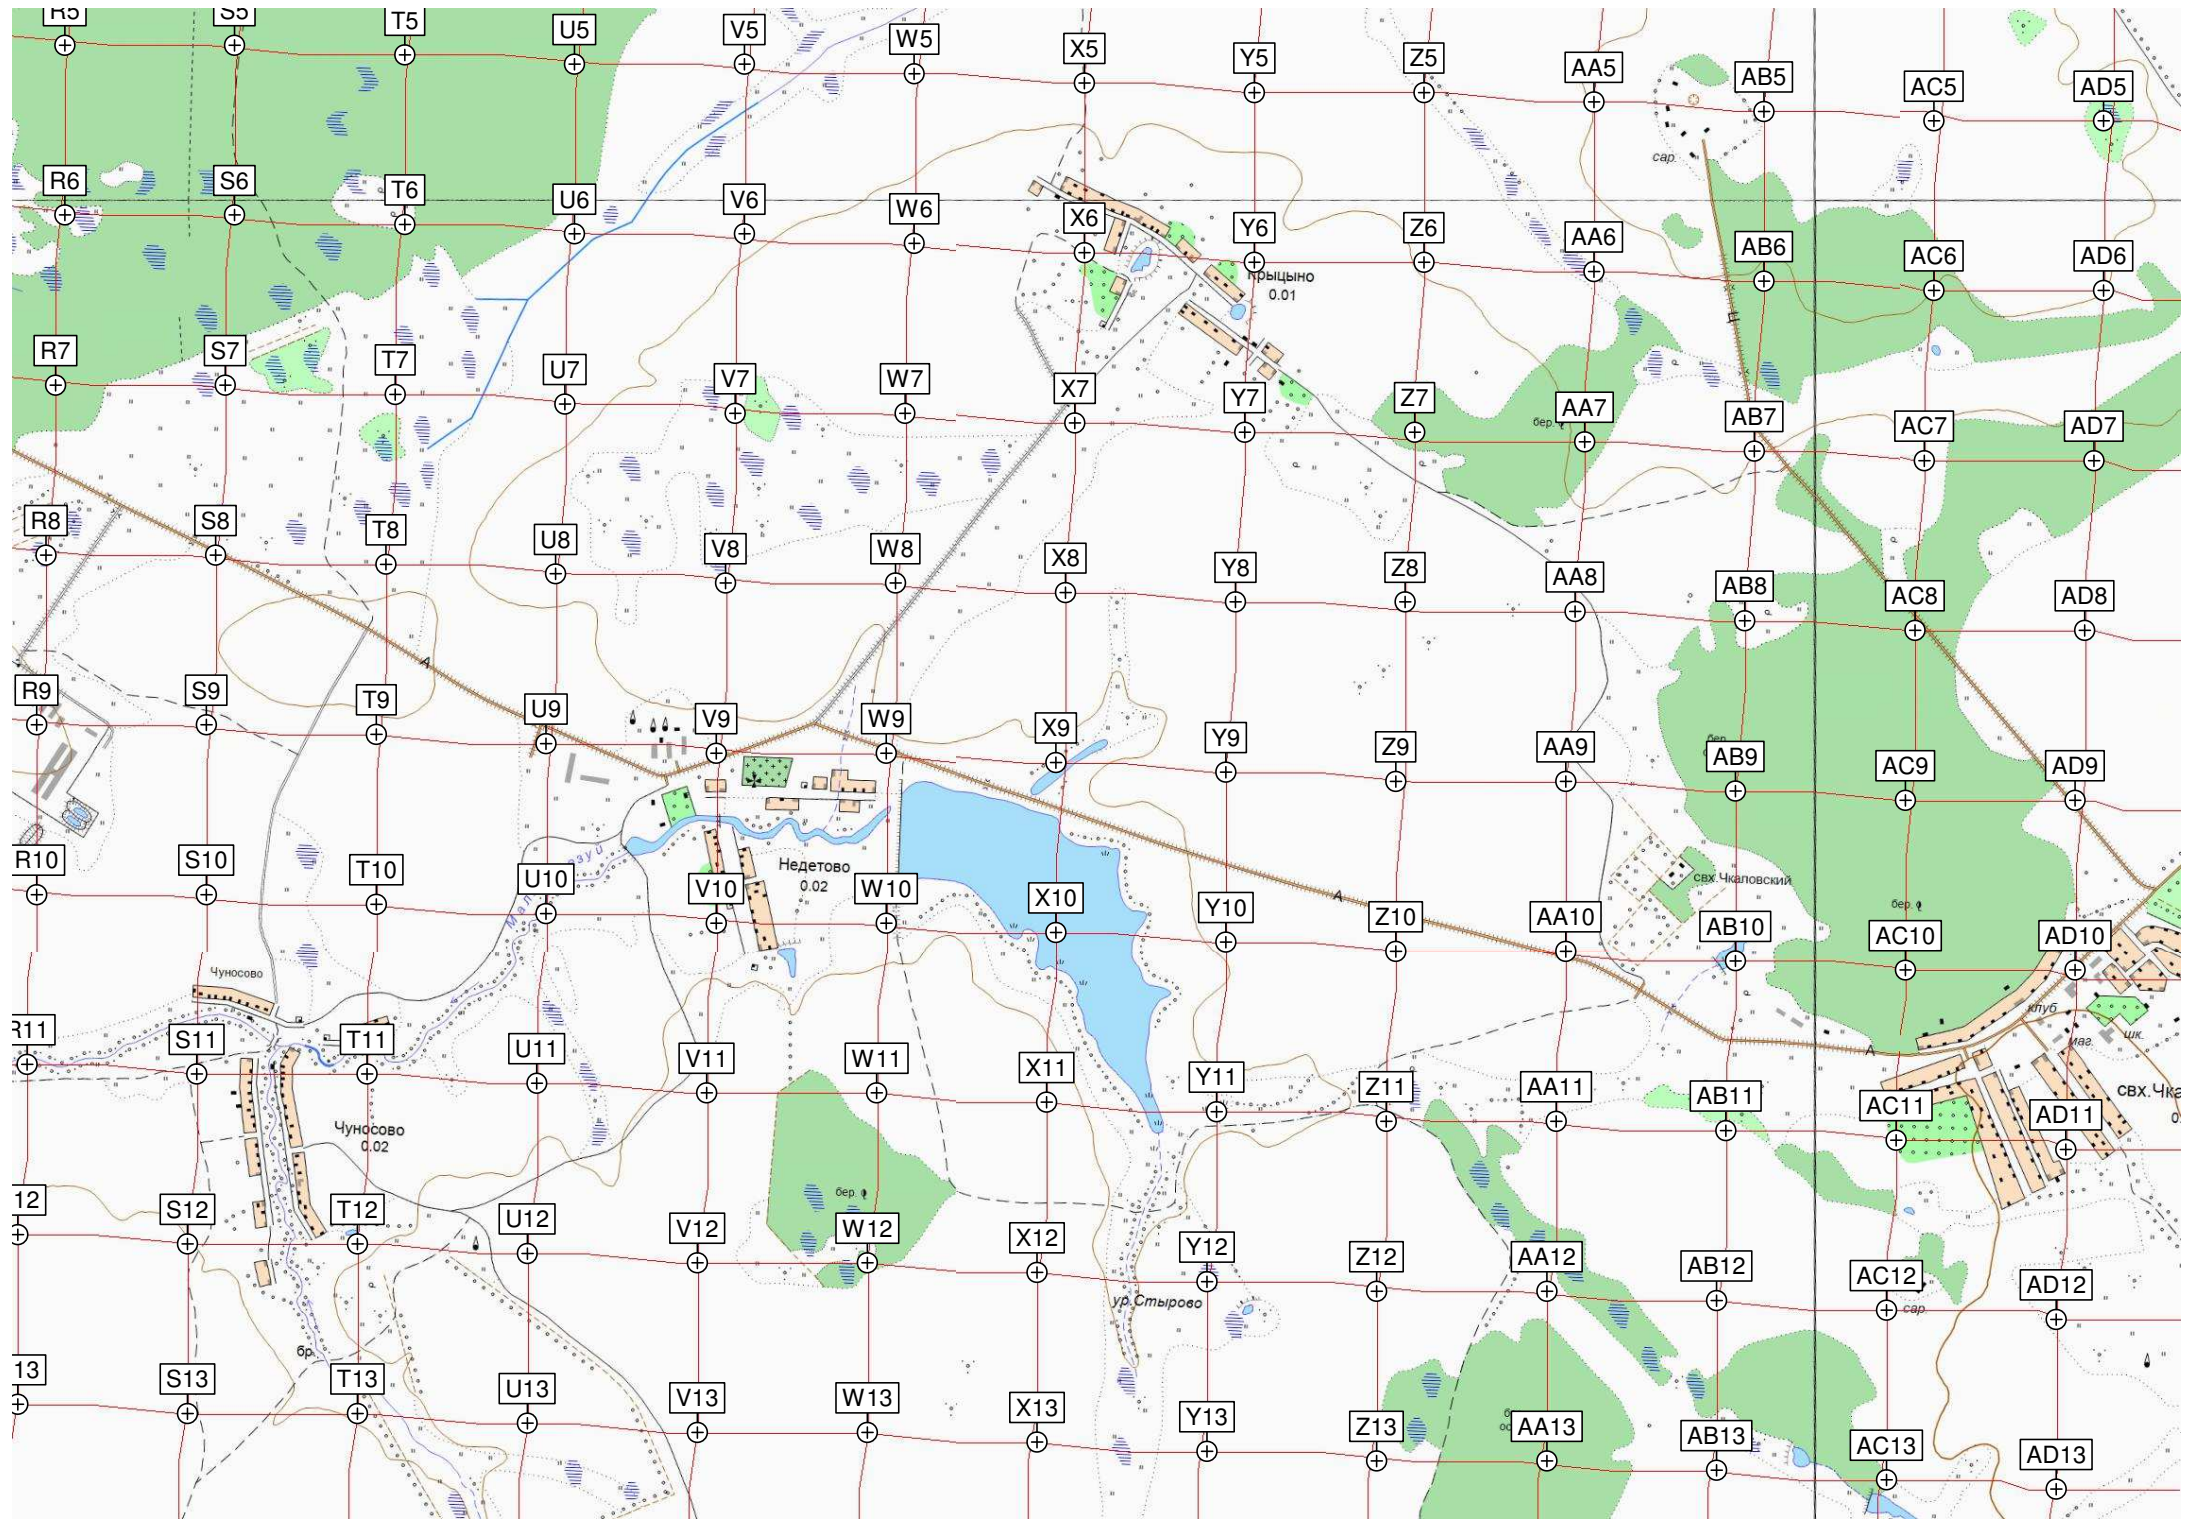 R5 S5 T5 U5 V5 W5 X5 Y5 Z5 AA5 AB5 AC5 AD5
сар.
R6 S6 T6 U6 V6 W6 X6 Y6 Z6 AA6 AB6 AC6 AD6
Крыцыно
0.01
Ц
R7 S7 T7 U7 V7 W7 X7 Y7 Z7 AA7 AB7 AC7 AD7
бер.
R8 S8 T8 U8 V8 W8 X8 Y8 Z8 AA8 AB8 AC8 AD8
А
R9 S9 T9 U9 V9 W9 X9 Y9 Z9 AA9 AB9 AC9 AD9
бер.
Недетово
0.02
свх.Чкаловский
А
бер.
R10 S10 T10 U10 V10 W10 X10 Y10 Z10 AA10 AB10 AC10 AD10
Чуносово
клуб
шк.
маг.
А
R11 S11 T11 U11 V11 W11 X11 Y11 Z11 AA11 AB11 AC11 AD11
свх.Чка
Чуносово
0.02
бер.
12 S12 T12 U12 V12 W12 X12 Y12 Z12 AA12 AB12 AC12 AD12
ур.Стырово
сар.
бр.
13 S13 T13 U13 V13 W13 X13 Y13 Z13 AA13 AB13 AC13 AD13